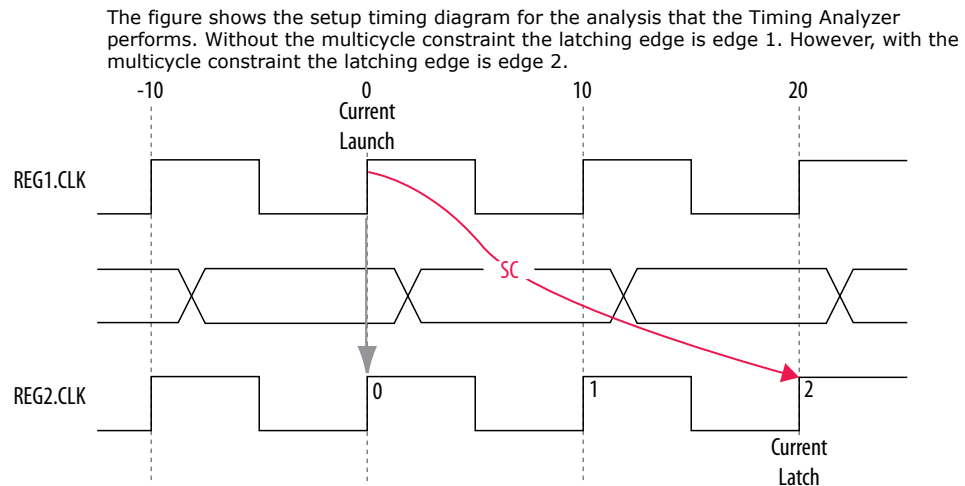 The figure shows the setup timing diagram for the analysis that the Timing Analyzer
performs. Without the multicycle constraint the latching edge is edge 1. However, with the
multicycle constraint the latching edge is edge 2.
-10 0 10 20
Current
Launch
REG1.CLK
SC
REG2.CLK
0 1 2
Current
Latch